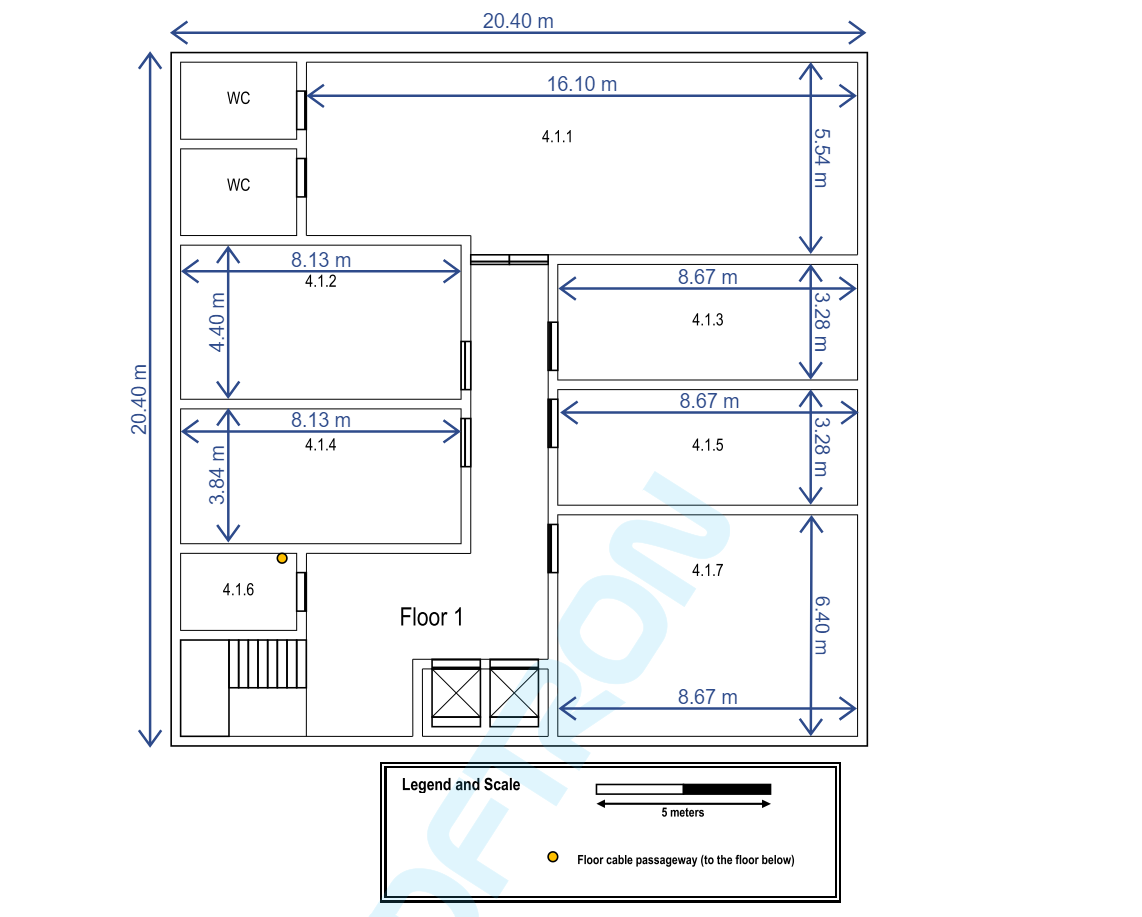 20.40 m
WC
16.10 m
4.1.1
5.54 m
WC
8.13 m
4.1.2
4.40 m
8.67 m
4.1.3
3.28 m
20.40 m
8.13 m
4.1.4
3.84 m
8.67 m
4.1.5
3.28 m
4.1.6
Floor 1
4.1.7
6.40 m
8.67 m
Legend and Scale
5 meters
Floor cable passageway (to the floor below)
OFTRON